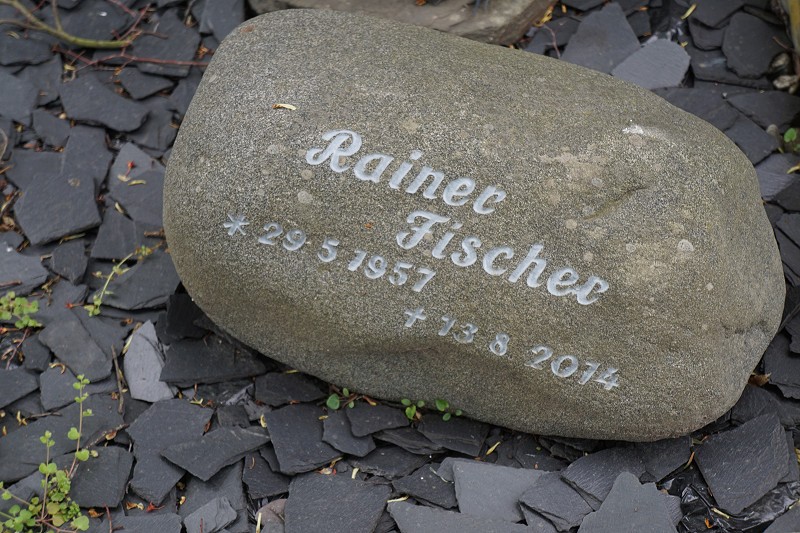 Rainer
Fischer
* 29 5 1957
+ 13 8 2014